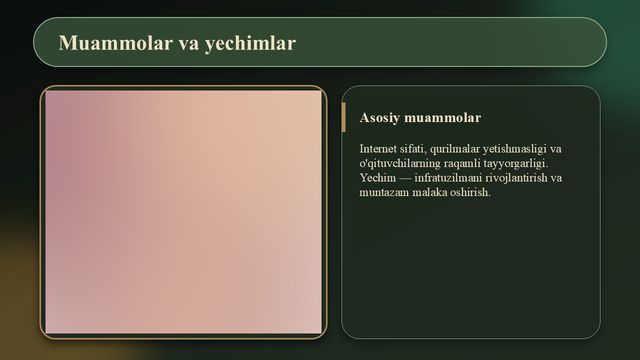 Muammolar va yechimlar
Asosiy muammolar
Internet sifati, qurilmalar yetishmasligi va
o'qituvchilarning raqamli tayyorgarligi.
Yechim — infratuzilmani rivojlantirish va
muntazam malaka oshirish.